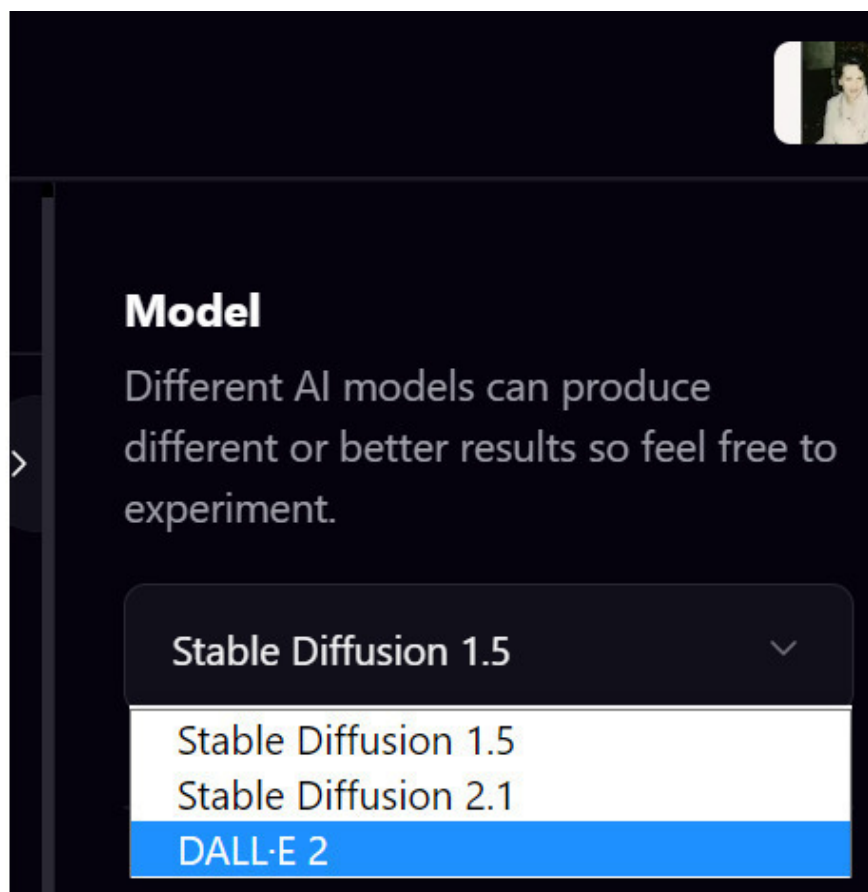 Model
Different AI models can produce
different or better results so feel free to
experiment.
Stable Diffusion 1.5
Stable Diffusion 1.5
Stable Diffusion 2.1
DALL·E 2